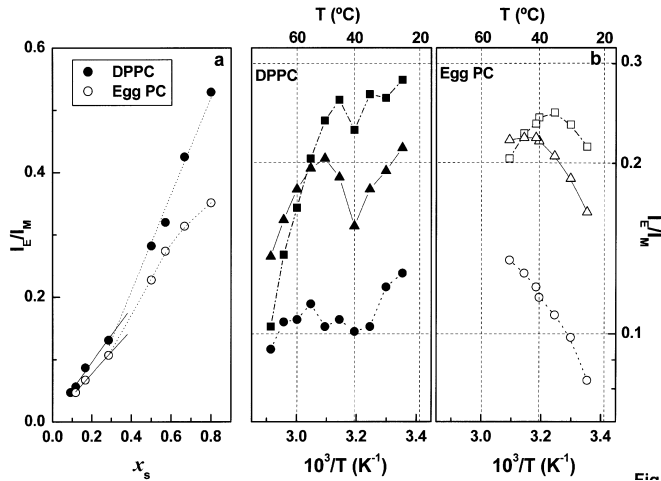 T (ºC)
T (ºC)
60 40 20
60 40 20
0.6
a
DPPC
Egg PC
DPPC
Egg PC
b
0.3
0.4
0.2
I_E/I_M
I_E/I_M
0.2
0.1
0.0
0.0 0.2 0.4 0.6 0.8
3.0 3.2 3.4
3.0 3.2 3.4
x_s
10³/T (K⁻¹)
10³/T (K⁻¹)
Fig